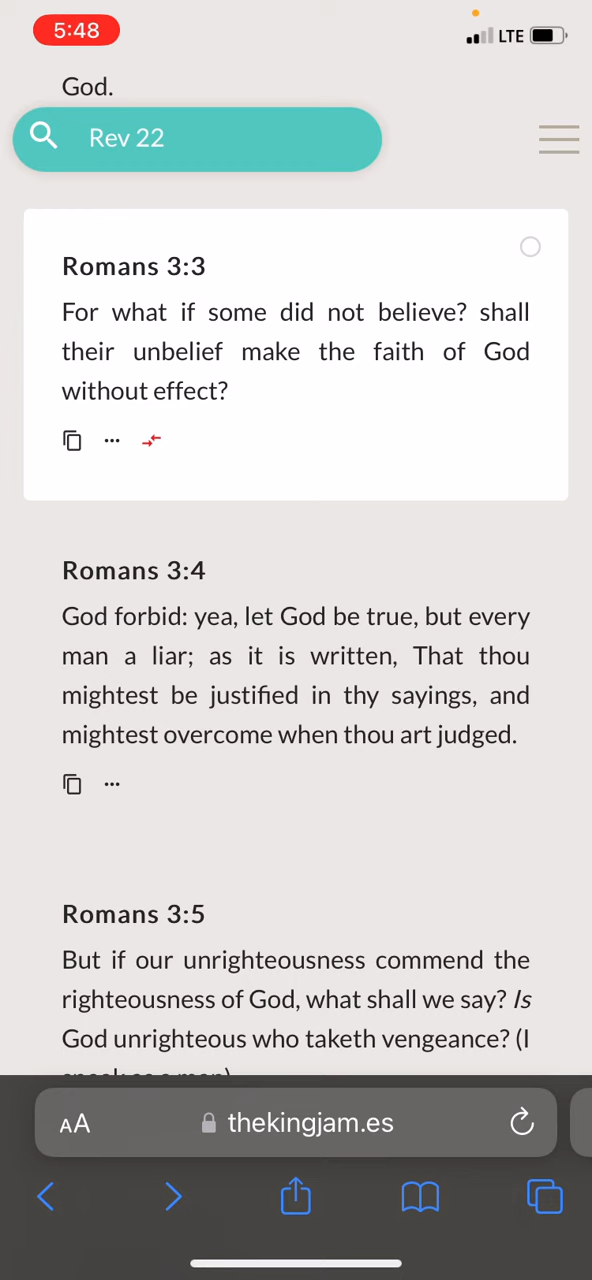 5:48
LTE
God.
Rev 22
Romans 3:3
For what if some did not believe? shall
their unbelief make the faith of God
without effect?
Romans 3:4
God forbid: yea, let God be true, but every
man a liar; as it is written, That thou
mightest be justified in thy sayings, and
mightest overcome when thou art judged.
Romans 3:5
But if our unrighteousness commend the
righteousness of God, what shall we say? Is
God unrighteous who taketh vengeance? (I
AA
thekingjam.es